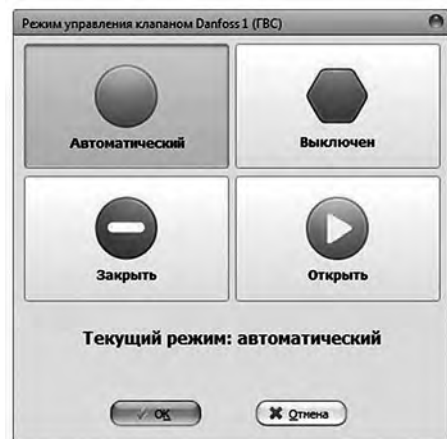 Режим управления клапаном Danfoss 1 (ГВС)
Автоматический
Выключен
Закрыть
Открыть
Текущий режим: автоматический
OK
Отмена